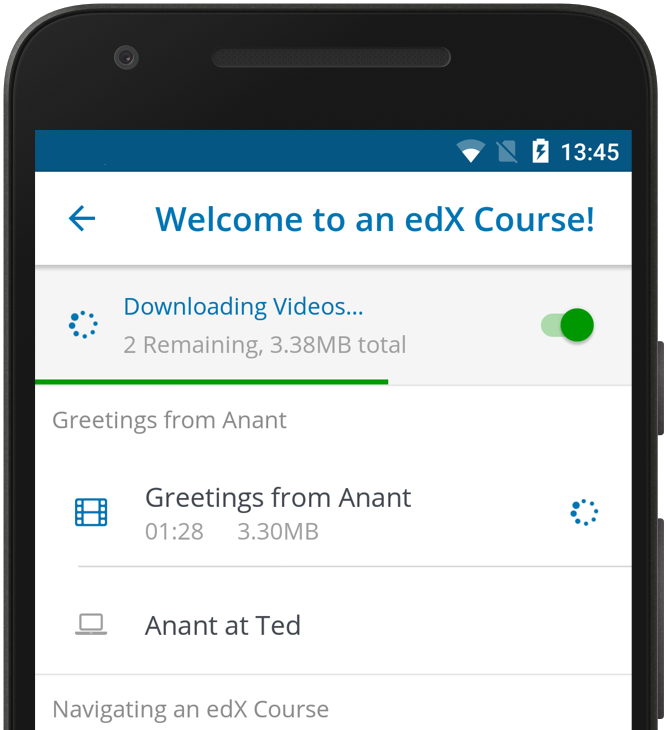 13:45
Welcome to an edX Course!
Downloading Videos...
2 Remaining, 3.38MB total
Greetings from Anant
Greetings from Anant
01:28 3.30MB
Anant at Ted
Navigating an edX Course